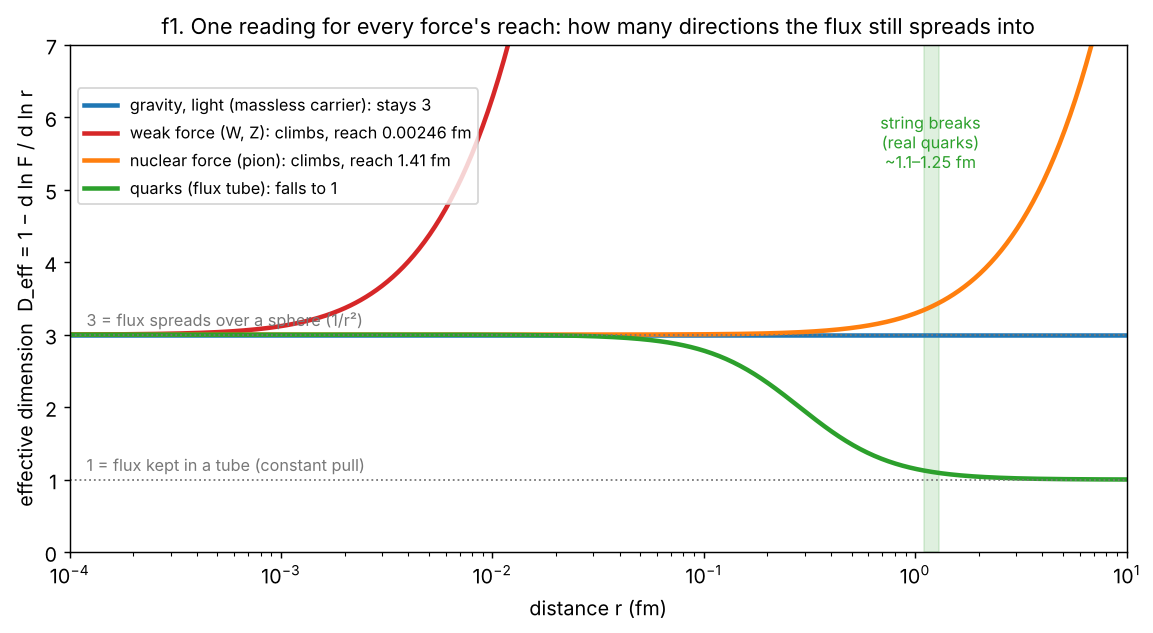 f1. One reading for every force's reach: how many directions the flux still spreads into
effective dimension D_eff = 1 − d ln F / d ln r
7
6
5
4
3
2
1
0
gravity, light (massless carrier): stays 3
weak force (W, Z): climbs, reach 0.00246 fm
nuclear force (pion): climbs, reach 1.41 fm
quarks (flux tube): falls to 1
string breaks
(real quarks)
~1.1–1.25 fm
3 = flux spreads over a sphere (1/r²)
1 = flux kept in a tube (constant pull)
10⁻⁴ 10⁻³ 10⁻² 10⁻¹ 10⁰ 10¹
distance r (fm)